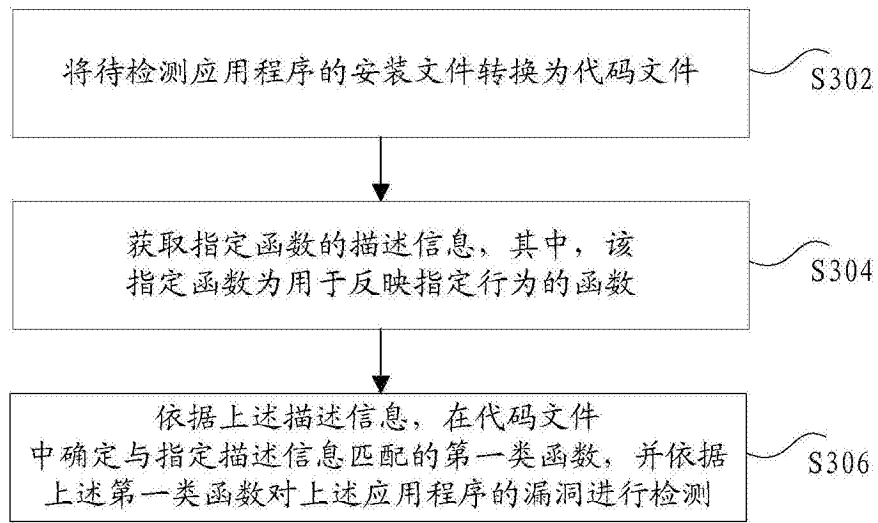 将待检测应用程序的安装文件转换为代码文件
S302
获取指定函数的描述信息，其中，该
指定函数为用于反映指定行为的函数
S304
依据上述描述信息，在代码文件
中确定与指定描述信息匹配的第一类函数，并依据
上述第一类函数对上述应用程序的漏洞进行检测
S306